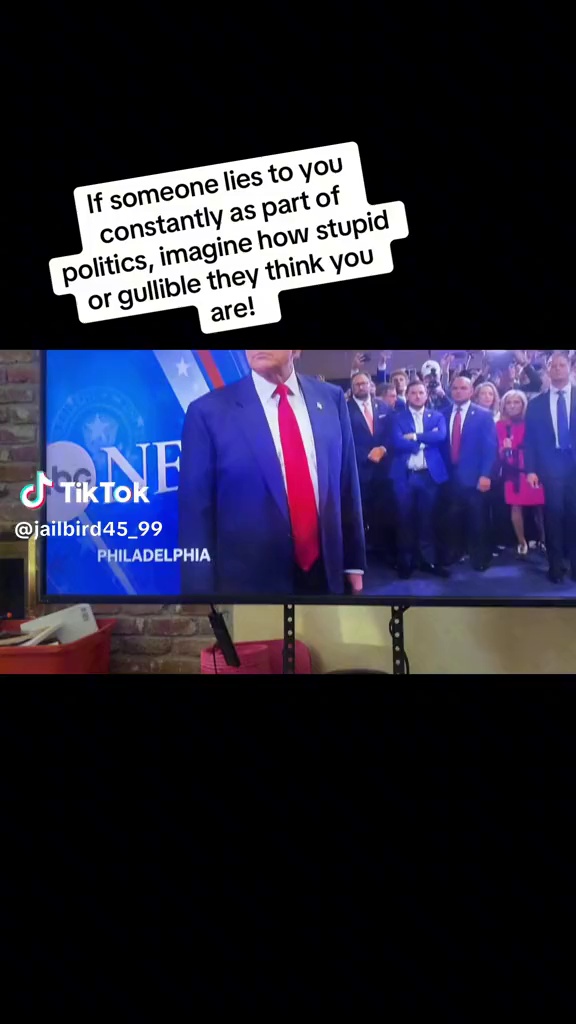 If someone lies to you
constantly as part of
politics, imagine how stupid
or gullible they think you
are!
abc NE
TikTok
@jailbird45_99
PHILADELPHIA